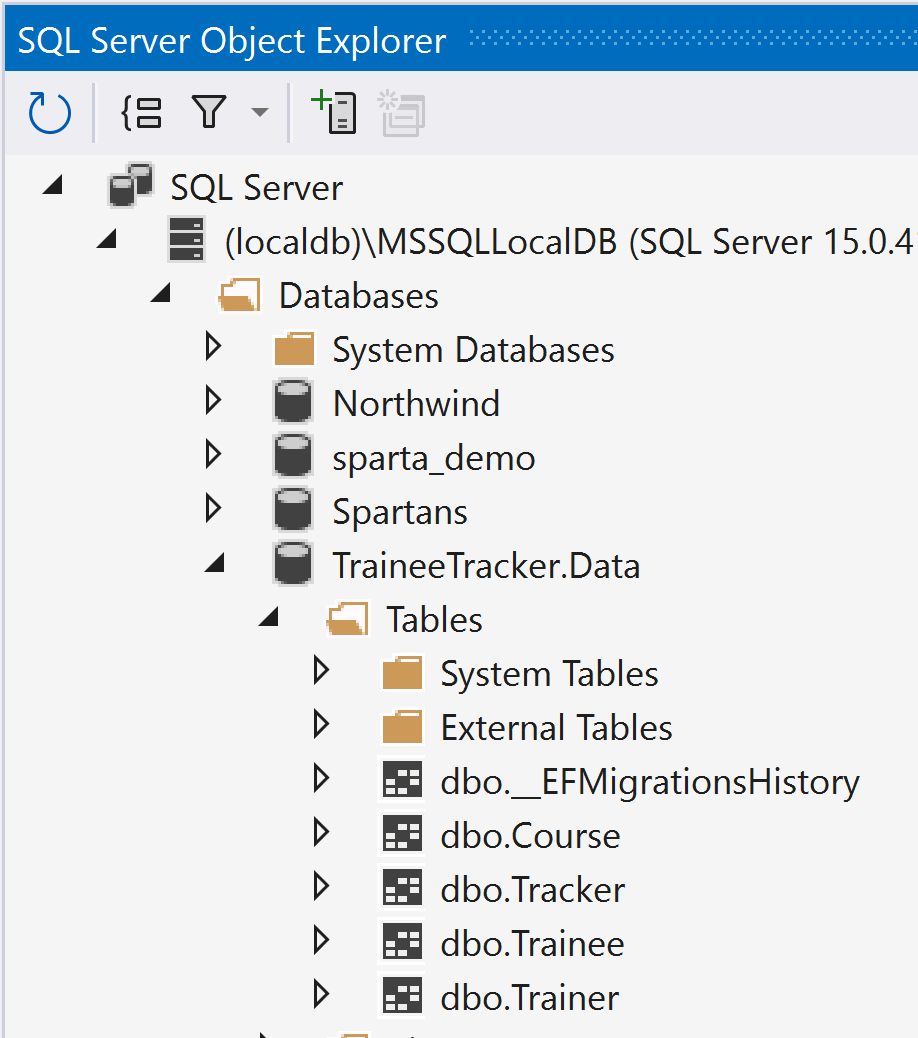 SQL Server Object Explorer
SQL Server
(localdb)\MSSQLLocalDB (SQL Server 15.0.4
Databases
System Databases
Northwind
sparta_demo
Spartans
TraineeTracker.Data
Tables
System Tables
External Tables
dbo.__EFMigrationsHistory
dbo.Course
dbo.Tracker
dbo.Trainee
dbo.Trainer